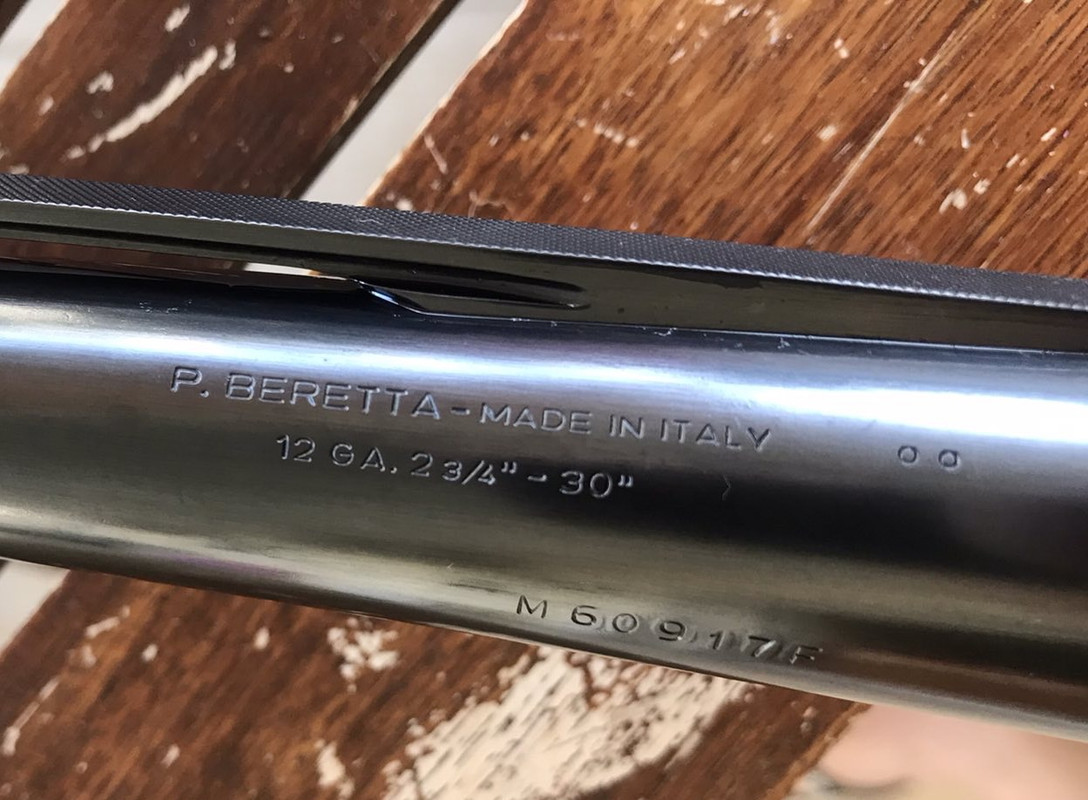 P. BERETTA - MADE IN ITALY
12 GA. 2 3/4" - 30"
o o
M 60917F